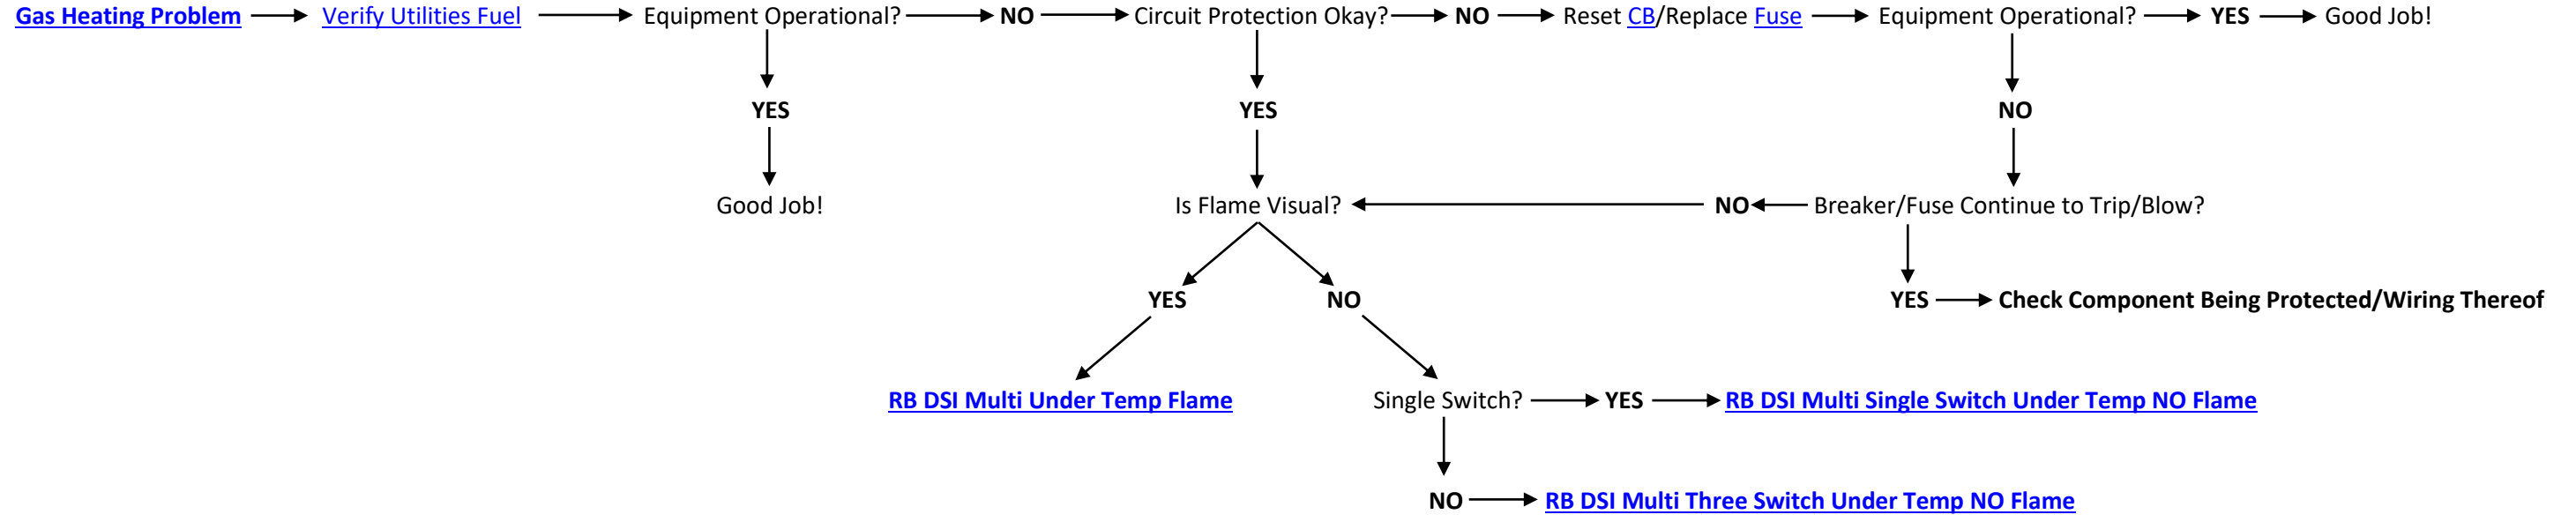 Gas Heating Problem Verify Utilities Fuel Equipment Operational? NO Circuit Protection Okay? NO Reset CB/Replace Fuse Equipment Operational? YES Good Job!
YES YES NO
Good Job! Is Flame Visual? NO Breaker/Fuse Continue to Trip/Blow?
YES NO YES Check Component Being Protected/Wiring Thereof
RB DSI Multi Under Temp Flame Single Switch? YES RB DSI Multi Single Switch Under Temp NO Flame
NO RB DSI Multi Three Switch Under Temp NO Flame